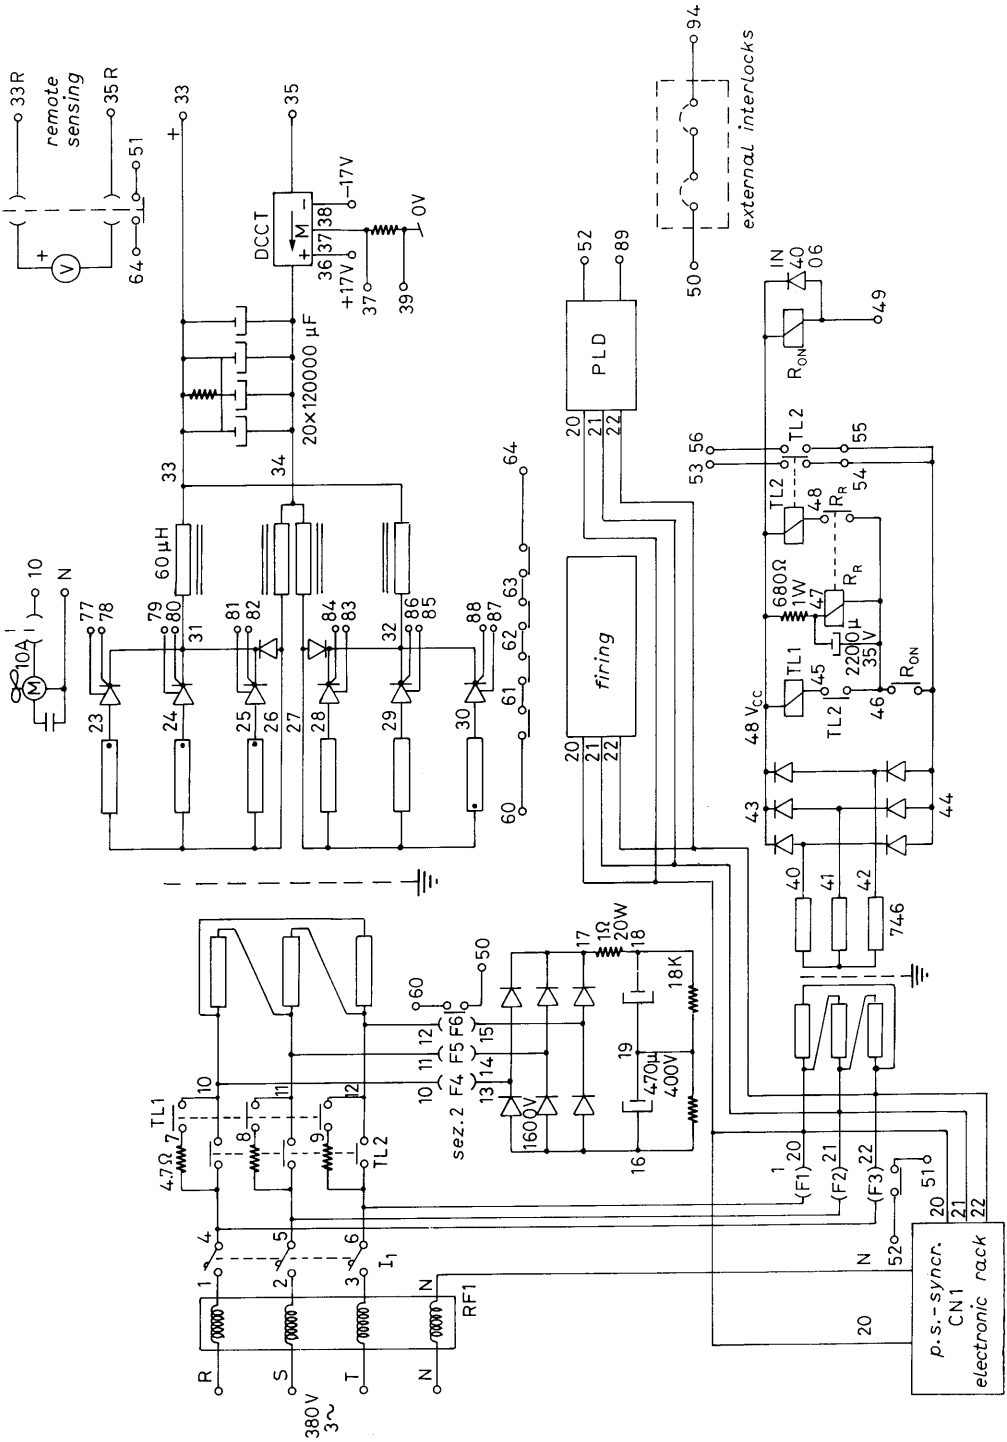 33R
remote
sensing
35R
51
64
+
V
+
33
35
DCCT
+ M -
36 37 38
+17V
-17V
37
39
0V
33
34
20×120000 µF
60µH
10A
10
N
M
77
78
79
80
31
81
82
84
83
32
86
85
88
87
23
24
25
26
27
28
29
30
60
61
62
63
64
R
S
T
N
380V
3~
RF1
N
1
2
3
4
5
6
I1
4.7Ω
7
8
9
TL1
TL2
10
11
12
10
11
12
F4
F5
F6
13
14
15
sez.2
60
50
1600V
16
17
1Ω
20W
18
19
470µ
400V
18K
firing
20
21
22
PLD
20
21
22
52
89
50
94
external interlocks
1
(F1)
20
(F2)
21
(F3)
22
52
51
N
20
p.s.-syncr.
CN1
electronic rack
20
21
22
40
41
42
746
43
44
48 Vcc
TL1
45
TL2
46
RON
680Ω
1W
47
2200µ
35V
RR
TL2
48
RR
53
56
TL2
54
55
RON
IN
40
06
49